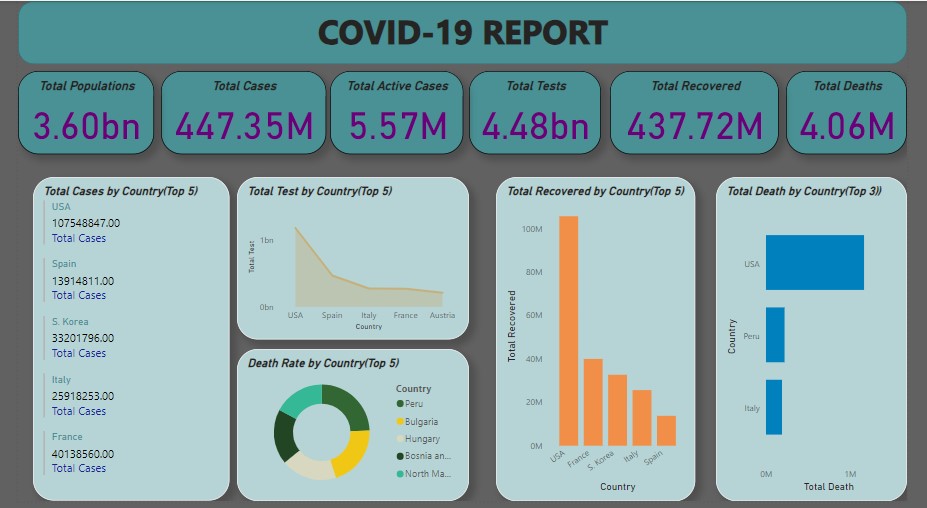 COVID-19 REPORT
Total Populations
3.60bn
Total Cases
447.35M
Total Active Cases
5.57M
Total Tests
4.48bn
Total Recovered
437.72M
Total Deaths
4.06M
Total Cases by Country(Top 5)
USA
107548847.00
Total Cases
Spain
13914811.00
Total Cases
S. Korea
33201796.00
Total Cases
Italy
25918253.00
Total Cases
France
40138560.00
Total Cases
Total Test by Country(Top 5)
Total Test
1bn
0bn
USA
Spain
Italy
France
Austria
Country
Death Rate by Country(Top 5)
Country
Peru
Bulgaria
Hungary
Bosnia an...
North Ma...
Total Recovered by Country(Top 5)
Total Recovered
100M
80M
60M
40M
20M
0M
USA
France
S. Korea
Italy
Spain
Country
Total Death by Country(Top 3))
Country
USA
Peru
Italy
0M
1M
Total Death